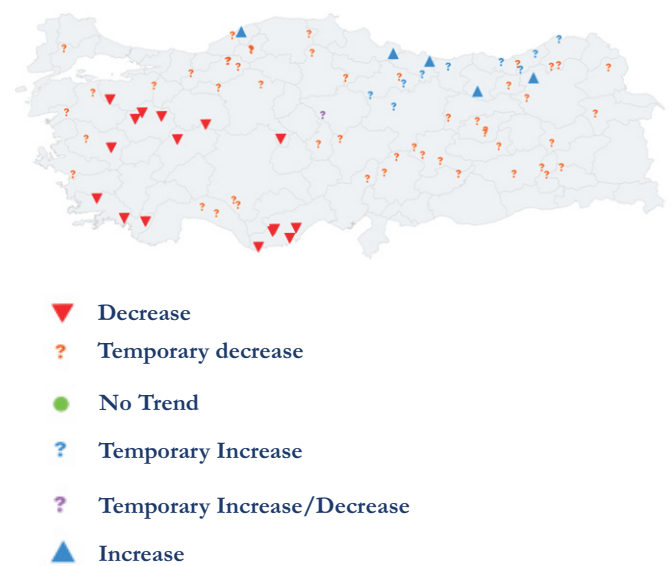 Decrease
Temporary decrease
No Trend
Temporary Increase
Temporary Increase/Decrease
Increase